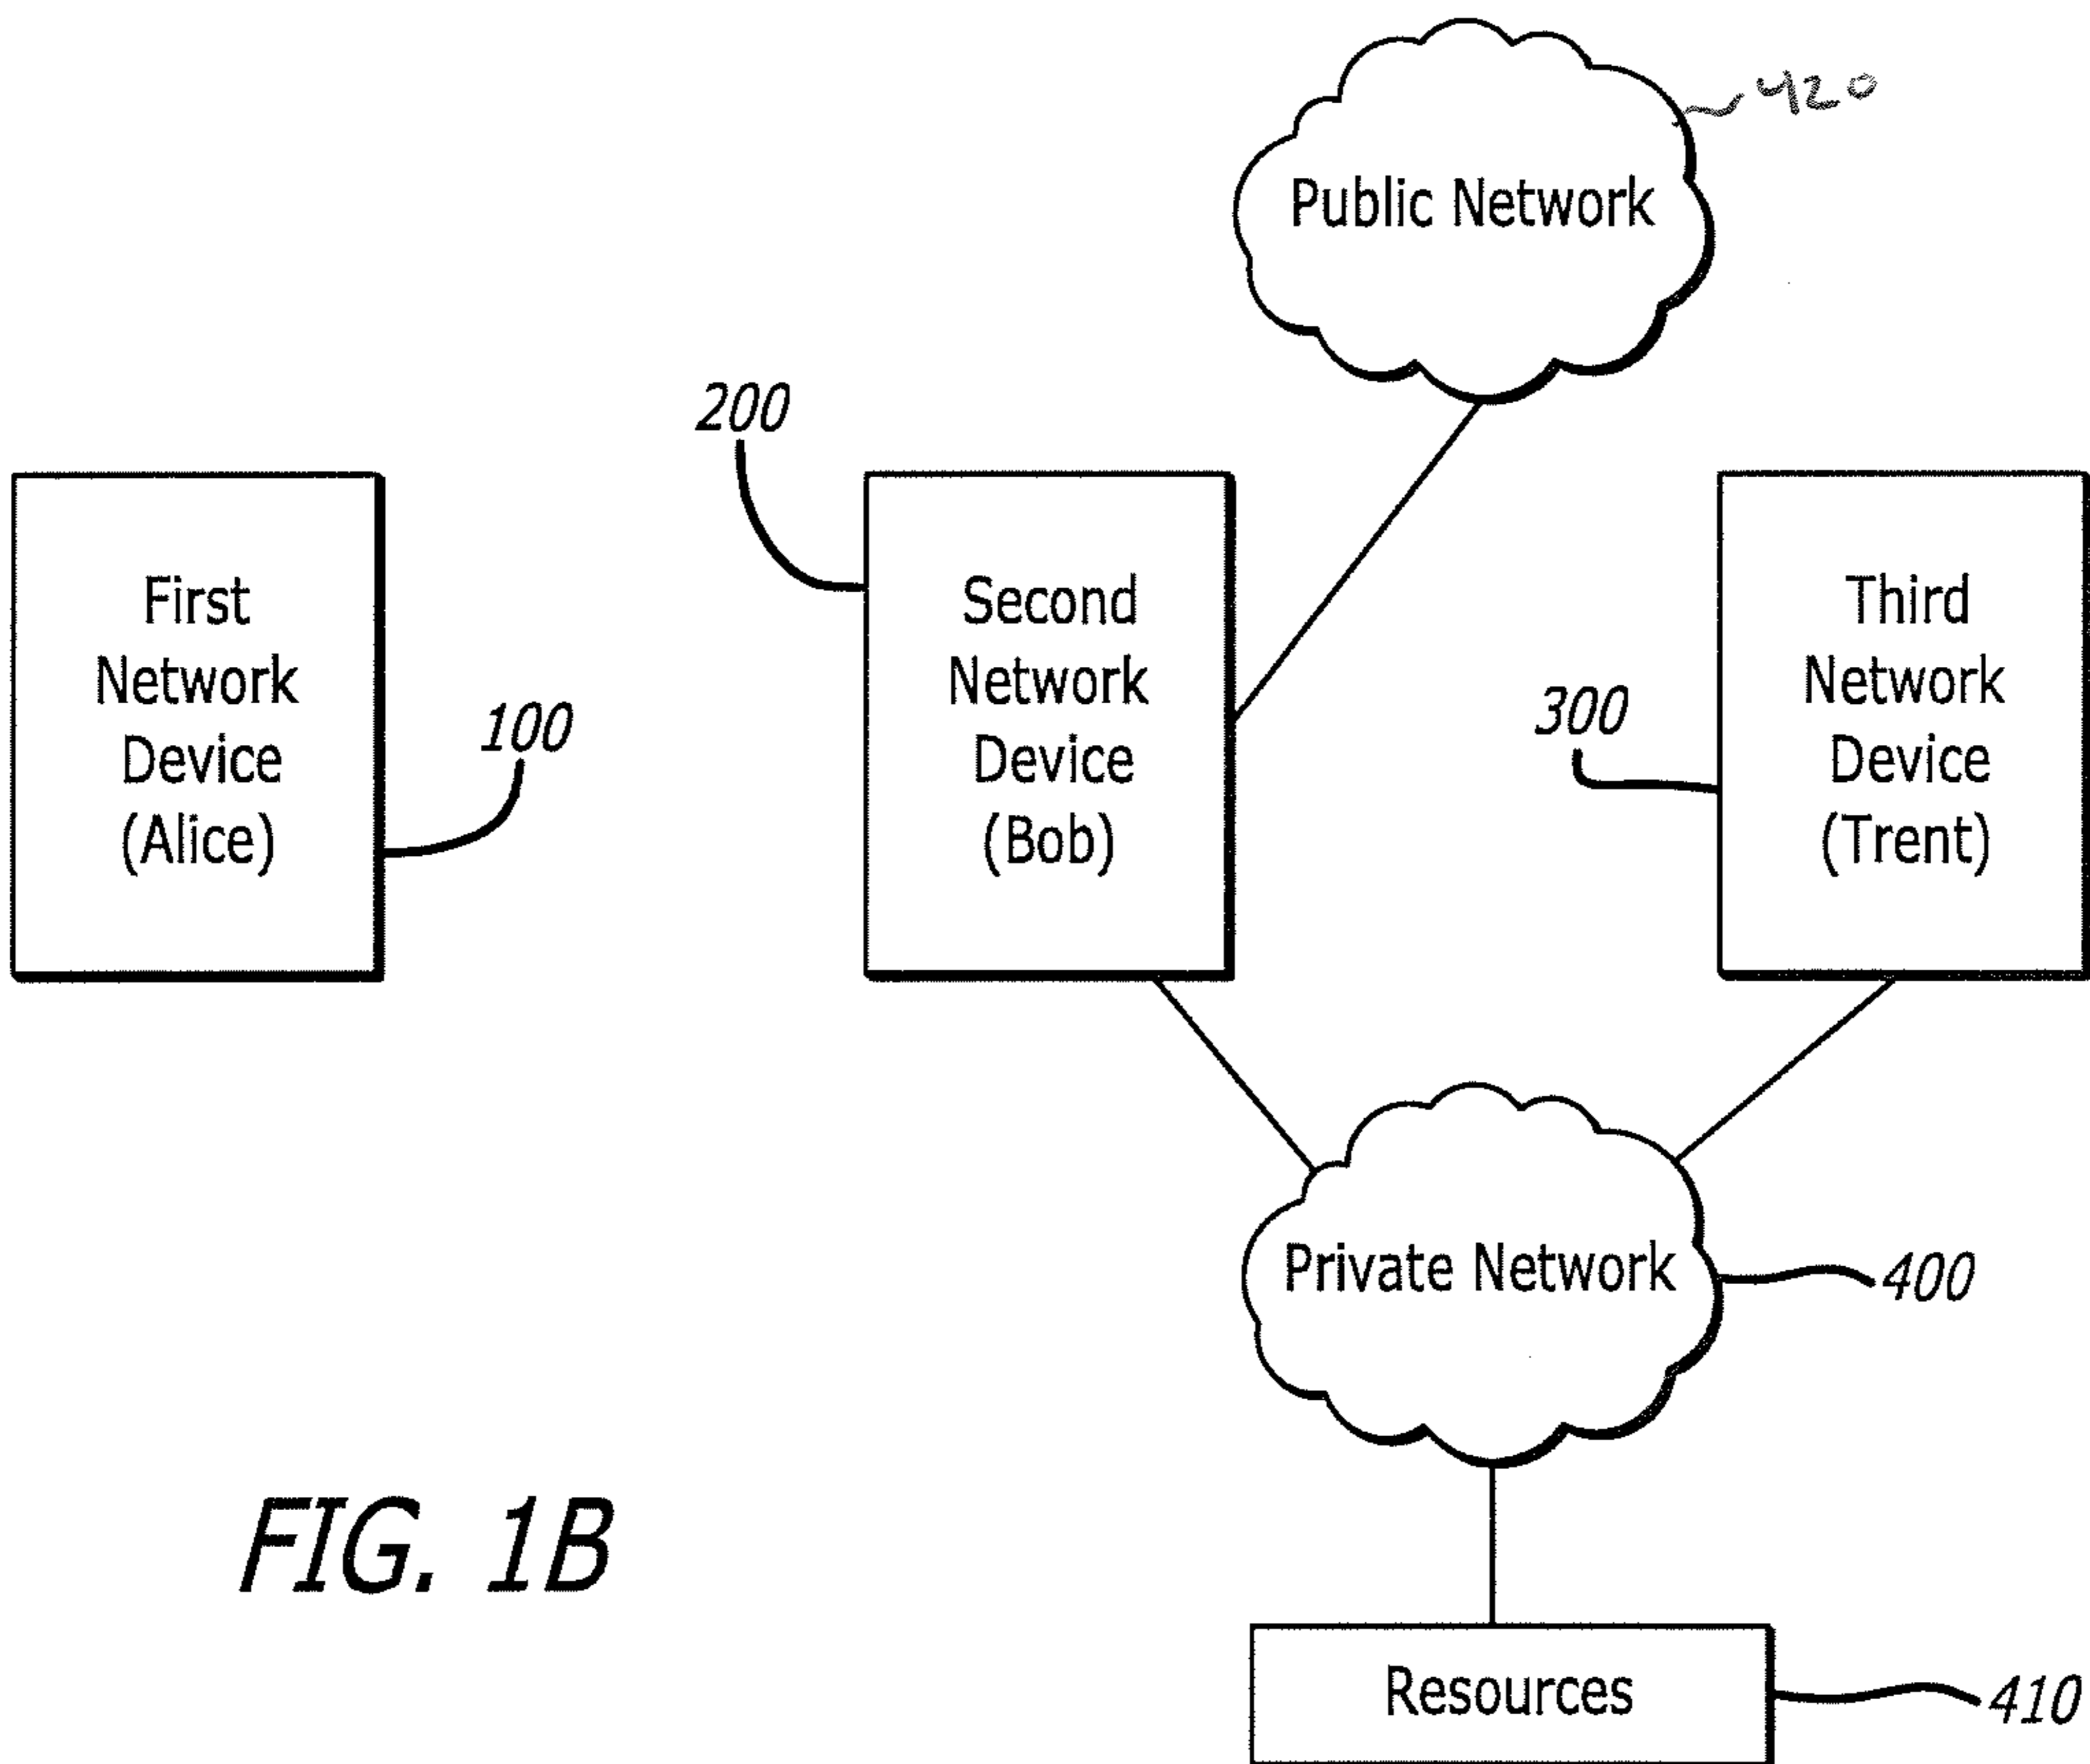 420
Public Network
200
First
Network
Device
(Alice)
100
Second
Network
Device
(Bob)
300
Third
Network
Device
(Trent)
Private Network
400
FIG. 1B
Resources
410